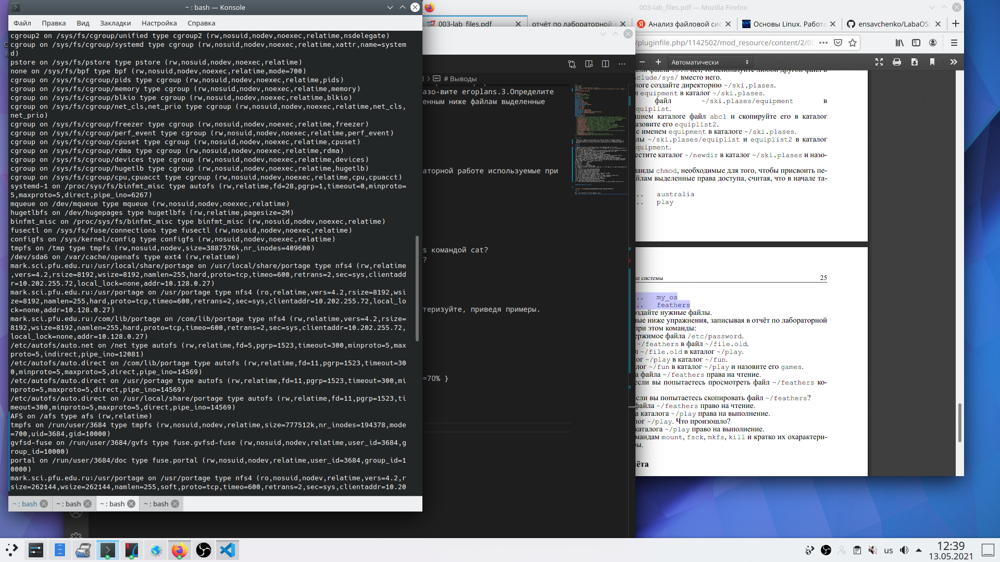 ~ : bash — Konsole
Файл Правка Вид Закладки Настройка Справка
cgroup2 on /sys/fs/cgroup/unified type cgroup2 (rw,nosuid,nodev,noexec,relatime,nsdelegate)
cgroup on /sys/fs/cgroup/systemd type cgroup (rw,nosuid,nodev,noexec,relatime,xattr,name=system
d)
pstore on /sys/fs/pstore type pstore (rw,nosuid,nodev,noexec,relatime)
none on /sys/fs/bpf type bpf (rw,nosuid,nodev,noexec,relatime,mode=700)
cgroup on /sys/fs/cgroup/pids type cgroup (rw,nosuid,nodev,noexec,relatime,pids)
cgroup on /sys/fs/cgroup/memory type cgroup (rw,nosuid,nodev,noexec,relatime,memory)
cgroup on /sys/fs/cgroup/blkio type cgroup (rw,nosuid,nodev,noexec,relatime,blkio)
cgroup on /sys/fs/cgroup/net_cls,net_prio type cgroup (rw,nosuid,nodev,noexec,relatime,net_cls,
net_prio)
cgroup on /sys/fs/cgroup/freezer type cgroup (rw,nosuid,nodev,noexec,relatime,freezer)
cgroup on /sys/fs/cgroup/perf_event type cgroup (rw,nosuid,nodev,noexec,relatime,perf_event)
cgroup on /sys/fs/cgroup/cpuset type cgroup (rw,nosuid,nodev,noexec,relatime,cpuset)
cgroup on /sys/fs/cgroup/rdma type cgroup (rw,nosuid,nodev,noexec,relatime,rdma)
cgroup on /sys/fs/cgroup/devices type cgroup (rw,nosuid,nodev,noexec,relatime,devices)
cgroup on /sys/fs/cgroup/hugetlb type cgroup (rw,nosuid,nodev,noexec,relatime,hugetlb)
cgroup on /sys/fs/cgroup/cpu,cpuacct type cgroup (rw,nosuid,nodev,noexec,relatime,cpu,cpuacct)
systemd-1 on /proc/sys/fs/binfmt_misc type autofs (rw,relatime,fd=28,pgrp=1,timeout=0,minproto=
5,maxproto=5,direct,pipe_ino=6267)
mqueue on /dev/mqueue type mqueue (rw,nosuid,nodev,noexec,relatime)
hugetlbfs on /dev/hugepages type hugetlbfs (rw,relatime,pagesize=2M)
binfmt_misc on /proc/sys/fs/binfmt_misc type binfmt_misc (rw,nosuid,nodev,noexec,relatime)
fusectl on /sys/fs/fuse/connections type fusectl (rw,nosuid,nodev,noexec,relatime)
configfs on /sys/kernel/config type configfs (rw,nosuid,nodev,noexec,relatime)
tmpfs on /tmp type tmpfs (rw,nosuid,nodev,size=3887576k,nr_inodes=409600)
/dev/sda6 on /var/cache/openafs type ext4 (rw,relatime)
mark.sci.pfu.edu.ru:/usr/local/share/portage on /usr/local/share/portage type nfs4 (rw,relatime
,vers=4.2,rsize=8192,wsize=8192,namlen=255,hard,proto=tcp,timeo=600,retrans=2,sec=sys,clientadd
r=10.202.255.72,local_lock=none,addr=10.128.0.27)
mark.sci.pfu.edu.ru:/usr/portage on /usr/portage type nfs4 (ro,relatime,vers=4.2,rsize=8192,wsi
ze=8192,namlen=255,hard,proto=tcp,timeo=600,retrans=2,sec=sys,clientaddr=10.202.255.72,local_lo
ck=none,addr=10.128.0.27)
mark.sci.pfu.edu.ru:/com/lib/portage on /com/lib/portage type nfs4 (rw,relatime,vers=4.2,rsize=
8192,wsize=8192,namlen=255,hard,proto=tcp,timeo=600,retrans=2,sec=sys,clientaddr=10.202.255.72,
local_lock=none,addr=10.128.0.27)
/etc/autofs/auto.net on /net type autofs (rw,relatime,fd=5,pgrp=1523,timeout=300,minproto=5,max
proto=5,indirect,pipe_ino=12081)
/etc/autofs/auto.direct on /com/lib/portage type autofs (rw,relatime,fd=11,pgrp=1523,timeout=30
0,minproto=5,maxproto=5,direct,pipe_ino=14569)
/etc/autofs/auto.direct on /usr/portage type autofs (rw,relatime,fd=11,pgrp=1523,timeout=300,mi
nproto=5,maxproto=5,direct,pipe_ino=14569)
/etc/autofs/auto.direct on /usr/local/share/portage type autofs (rw,relatime,fd=11,pgrp=1523,ti
meout=300,minproto=5,maxproto=5,direct,pipe_ino=14569)
AFS on /afs type afs (rw,relatime)
tmpfs on /run/user/3684 type tmpfs (rw,nosuid,nodev,relatime,size=777512k,nr_inodes=194378,mode
=700,uid=3684,gid=10000)
gvfsd-fuse on /run/user/3684/gvfs type fuse.gvfsd-fuse (rw,nosuid,nodev,relatime,user_id=3684,g
roup_id=10000)
portal on /run/user/3684/doc type fuse.portal (rw,nosuid,nodev,relatime,user_id=3684,group_id=1
0000)
mark.sci.pfu.edu.ru:/usr/portage on /usr/portage type nfs4 (ro,nosuid,nodev,relatime,vers=4.2,r
size=262144,wsize=262144,namlen=255,soft,proto=tcp,timeo=600,retrans=2,sec=sys,clientaddr=10.20
~ : bash ~ : bash ~ : bash ~ : bash
# Выводы
азо-вите eroplans.3.Определите
енным ниже файлам выделенные
аторной работе используемые при
s командой cat?
?
теризуйте, приведя примеры.
=70% }
003-lab_files.pdf — Mozilla Firefox
003-lab_files.pdf отчёт по лабораторной Анализ файловой сис Основы Linux. Работа ensavchenko/LabaOS:
/pluginfile.php/1142502/mod_resource/content/2/00
Автоматически
clude/sys/ вместо него.
логе создайте директорию ~/ski.plases.
л equipment в каталог ~/ski.plases.
файл ~/ski.plases/equipment в
quiplist.
шнем каталоге файл abc1 и скопируйте его в каталог
азовите его equiplist2.
с именем equipment в каталоге ~/ski.plases.
лы ~/ski.plases/equiplist и equiplist2 в каталог
quipment.
естите каталог ~/newdir в каталог ~/ski.plases и назо-
манды chmod, необходимые для того, чтобы присвоить пе-
йлам выделенные права доступа, считая, что в начале та-
.. australia
.. play
ие системы 25
.. my_os
.. feathers
оздайте нужные файлы.
ные ниже упражнения, записывая в отчёт по лабораторной
при этом команды:
ержимое файла /etc/password.
~/feathers в файл ~/file.old.
л ~/file.old в каталог ~/play.
ог ~/play в каталог ~/fun.
лог ~/fun в каталог ~/play и назовите его games.
а файла ~/feathers права на чтение.
если вы попытаетесь просмотреть файл ~/feathers ко-
сли вы попытаетесь скопировать файл ~/feathers?
файла ~/feathers право на чтение.
а каталога ~/play права на выполнение.
лог ~/play. Что произошло?
каталога ~/play право на выполнение.
мандам mount, fsck, mkfs, kill и кратко их охарактери-
ы.
ёта
us
12:39
13.05.2021